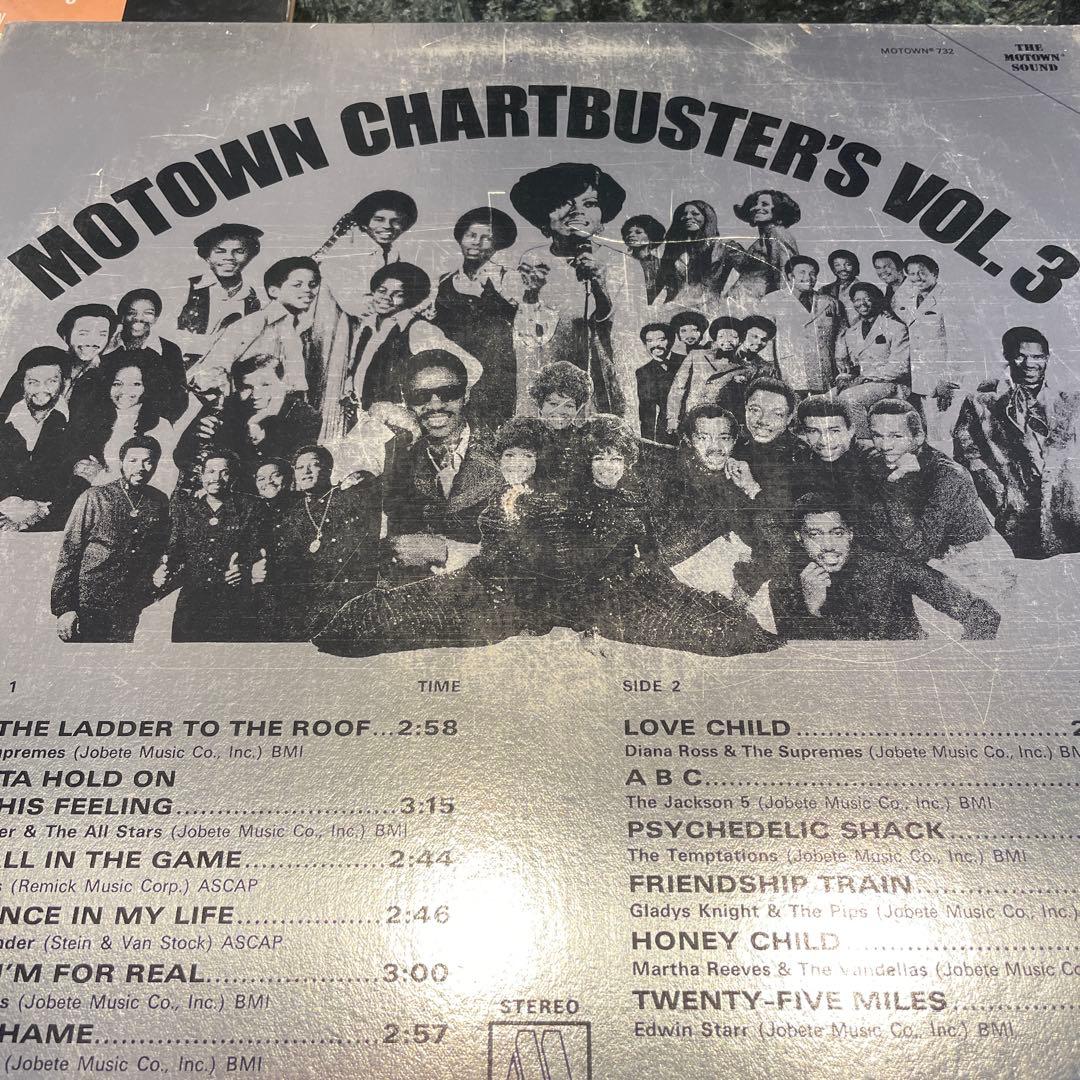 MOTOWN® 732
THE
MOTOWN®
SOUND
MOTOWN CHARTBUSTER'S VOL. 3
1
TIME
THE LADDER TO THE ROOF...2:58
upremes (Jobete Music Co., Inc.) BMI
TA HOLD ON
HIS FEELING..........................3:15
er & The All Stars (Jobete Music Co., Inc.) BMI
ALL IN THE GAME.................2:44
s (Remick Music Corp.) ASCAP
NCE IN MY LIFE..................2:46
nder (Stein & Van Stock) ASCAP
I'M FOR REAL.....................3:00
s (Jobete Music Co., Inc.) BMI
HAME.................................2:57
(Jobete Music Co., Inc.) BMI
SIDE 2
LOVE CHILD................................2
Diana Ross & The Supremes (Jobete Music Co., Inc.) BM
A B C.............................................
The Jackson 5 (Jobete Music Co., Inc.) BMI
PSYCHEDELIC SHACK................
The Temptations (Jobete Music Co., Inc.) BMI
FRIENDSHIP TRAIN....................
Gladys Knight & The Pips (Jobete Music Co., Inc.)
HONEY CHILD............................
Martha Reeves & The Vandellas (Jobete Music Co
TWENTY-FIVE MILES................
Edwin Starr (Jobete Music Co., Inc.) BMI
STEREO